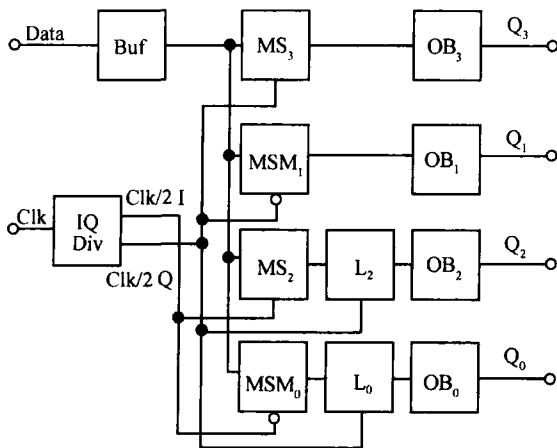 Data
Buf
MS₃
OB₃
Q₃
MSM₁
OB₁
Q₁
Clk
IQ
Div
Clk/2 I
Clk/2 Q
MS₂
L₂
OB₂
Q₂
MSM₀
L₀
OB₀
Q₀